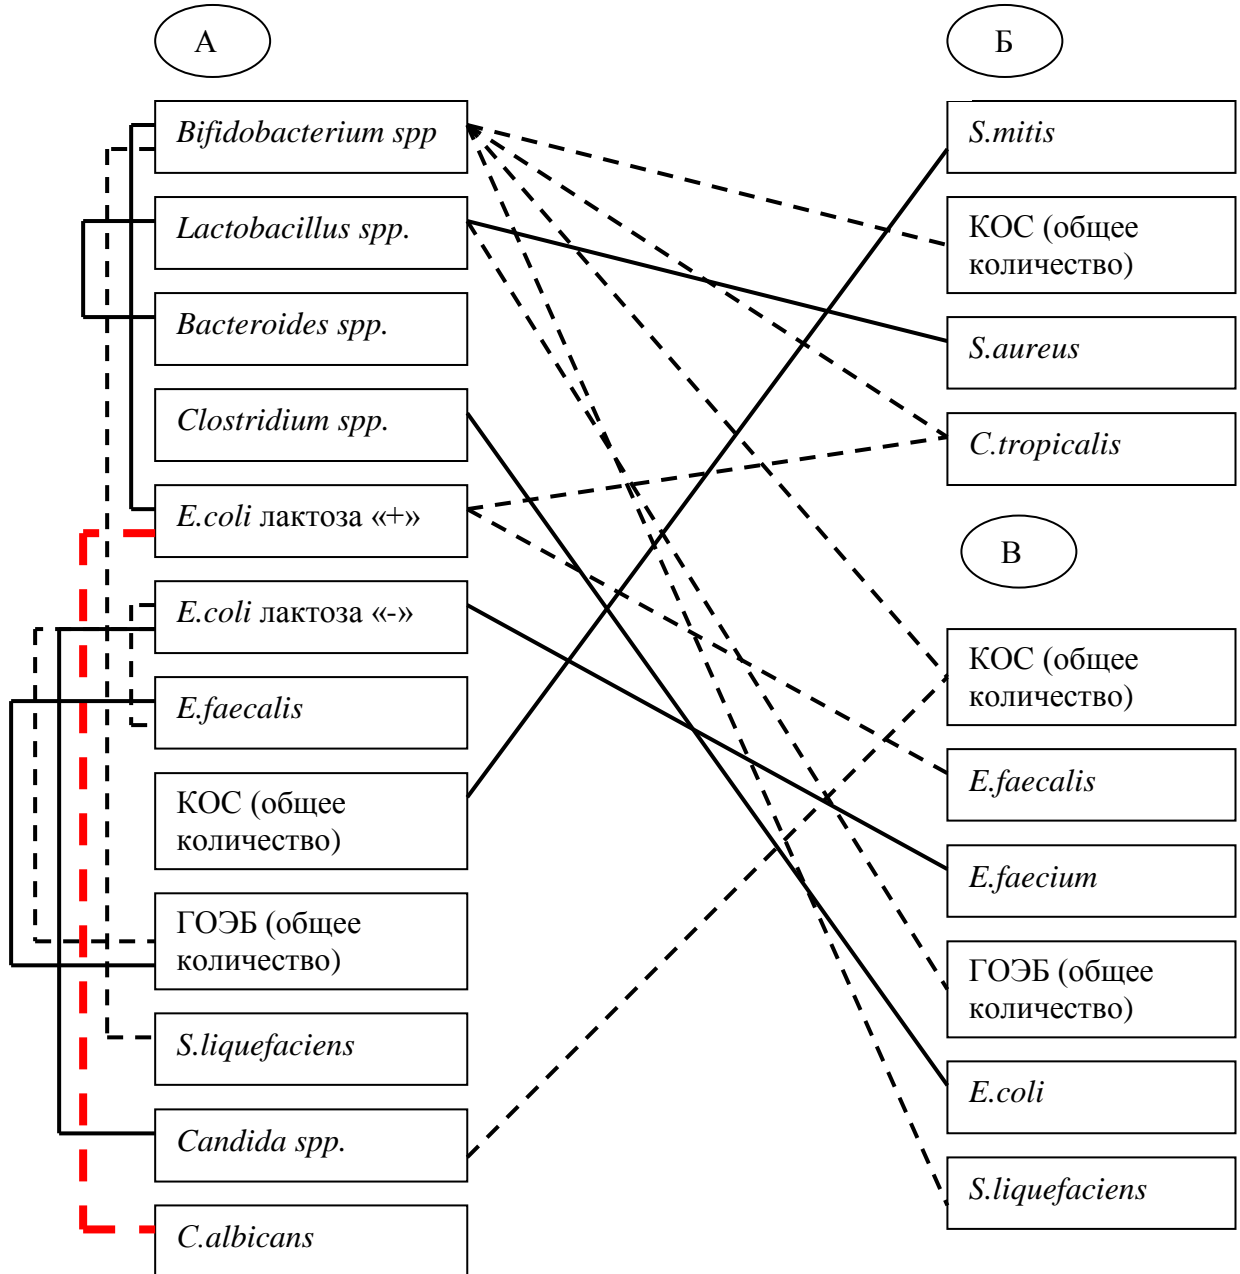 А
Bifidobacterium spp
Lactobacillus spp.
Bacteroides spp.
Clostridium spp.
E.coli лактоза «+»
E.coli лактоза «-»
E.faecalis
КОС (общее
количество)
ГОЭБ (общее
количество)
S.liquefaciens
Candida spp.
C.albicans
Б
S.mitis
КОС (общее
количество)
S.aureus
C.tropicalis
В
КОС (общее
количество)
E.faecalis
E.faecium
ГОЭБ (общее
количество)
E.coli
S.liquefaciens